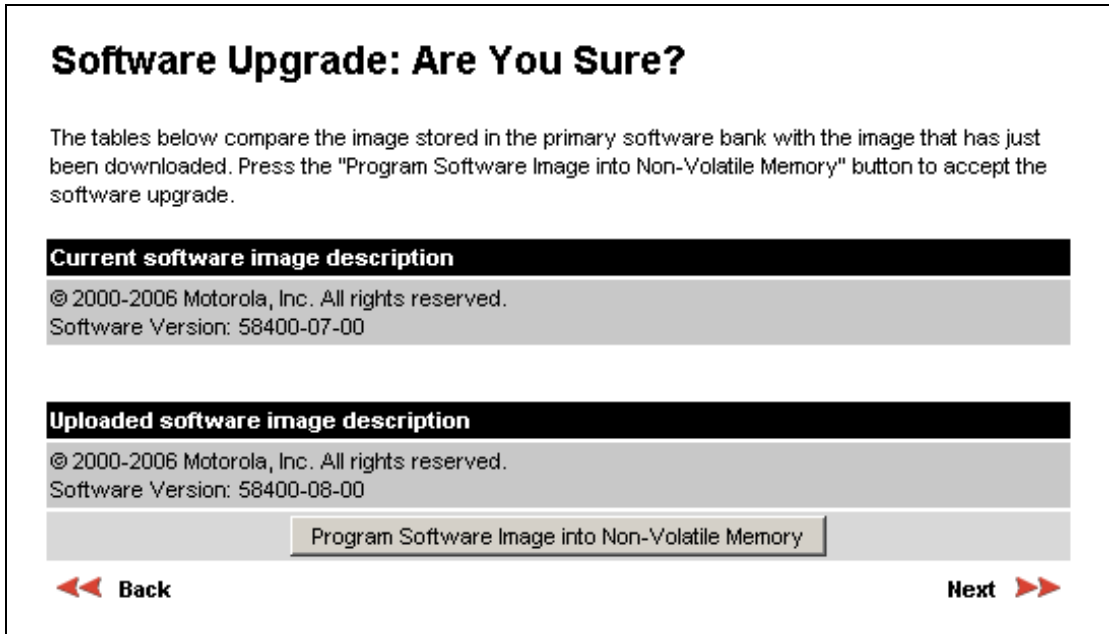 Software Upgrade: Are You Sure?
The tables below compare the image stored in the primary software bank with the image that has just
been downloaded. Press the "Program Software Image into Non-Volatile Memory" button to accept the
software upgrade.
Current software image description
© 2000-2006 Motorola, Inc. All rights reserved.
Software Version: 58400-07-00
Uploaded software image description
© 2000-2006 Motorola, Inc. All rights reserved.
Software Version: 58400-08-00
Program Software Image into Non-Volatile Memory
Back Next